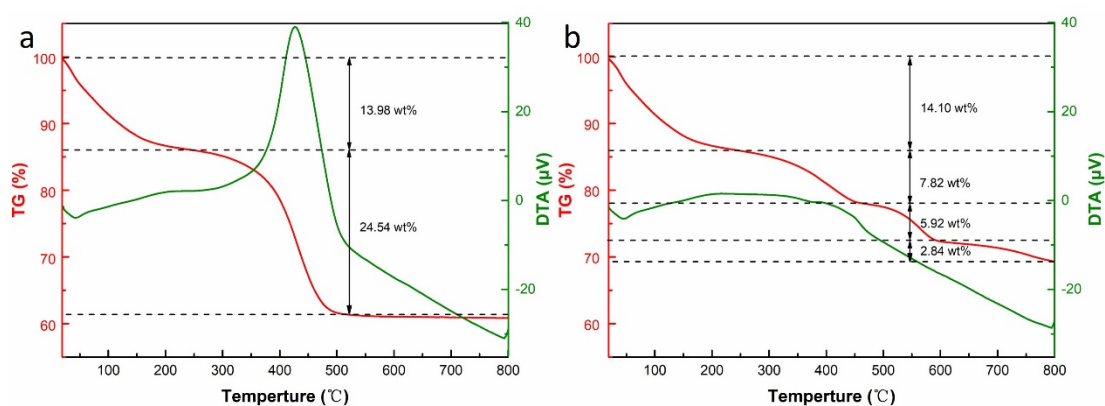 a
TG (%)
100
90
80
70
60
13.98 wt%
24.54 wt%
40
20
0
-20
DTA (μV)
100 200 300 400 500 600 700 800
Temperture (℃)
b
TG (%)
100
90
80
70
60
14.10 wt%
7.82 wt%
5.92 wt%
2.84 wt%
40
20
0
-20
DTA (μV)
100 200 300 400 500 600 700 800
Temperture (℃)